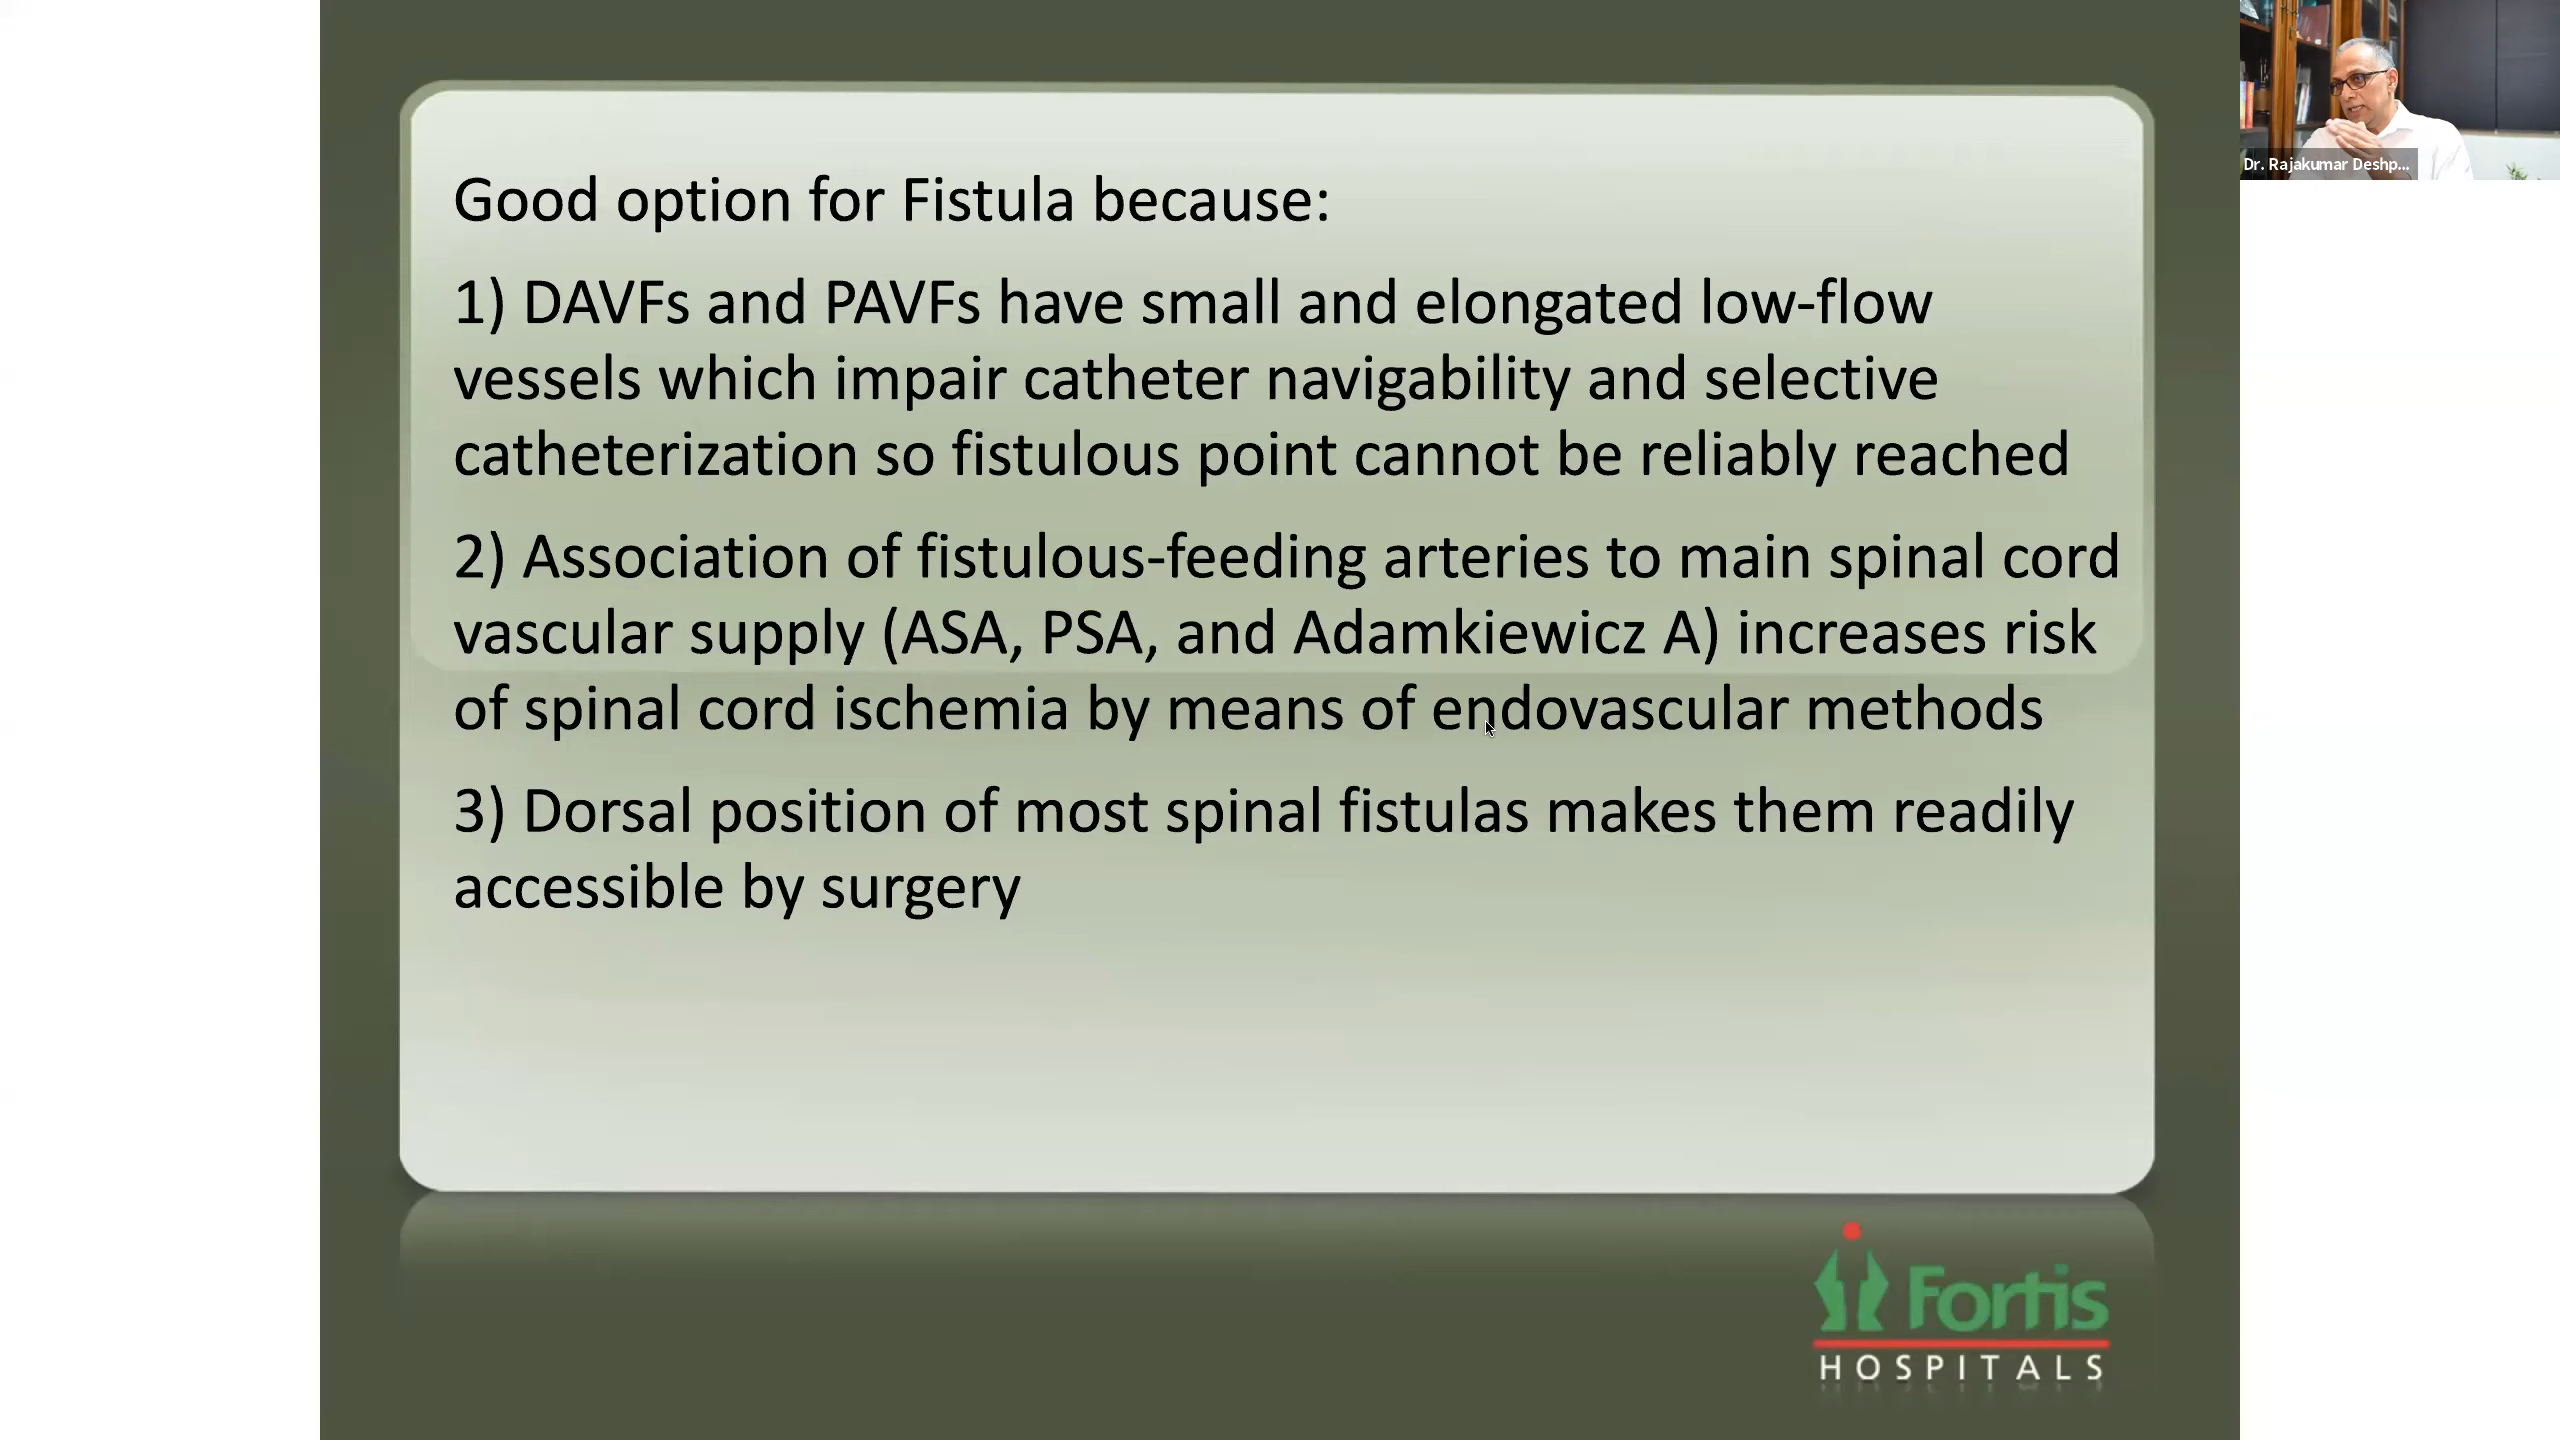 Good option for Fistula because:
1) DAVFs and PAVFs have small and elongated low-flow
vessels which impair catheter navigability and selective
catheterization so fistulous point cannot be reliably reached
2) Association of fistulous-feeding arteries to main spinal cord
vascular supply (ASA, PSA, and Adamkiewicz A) increases risk
of spinal cord ischemia by means of endovascular methods
3) Dorsal position of most spinal fistulas makes them readily
accessible by surgery
Dr. Rajakumar Deshp...
Fortis
HOSPITALS